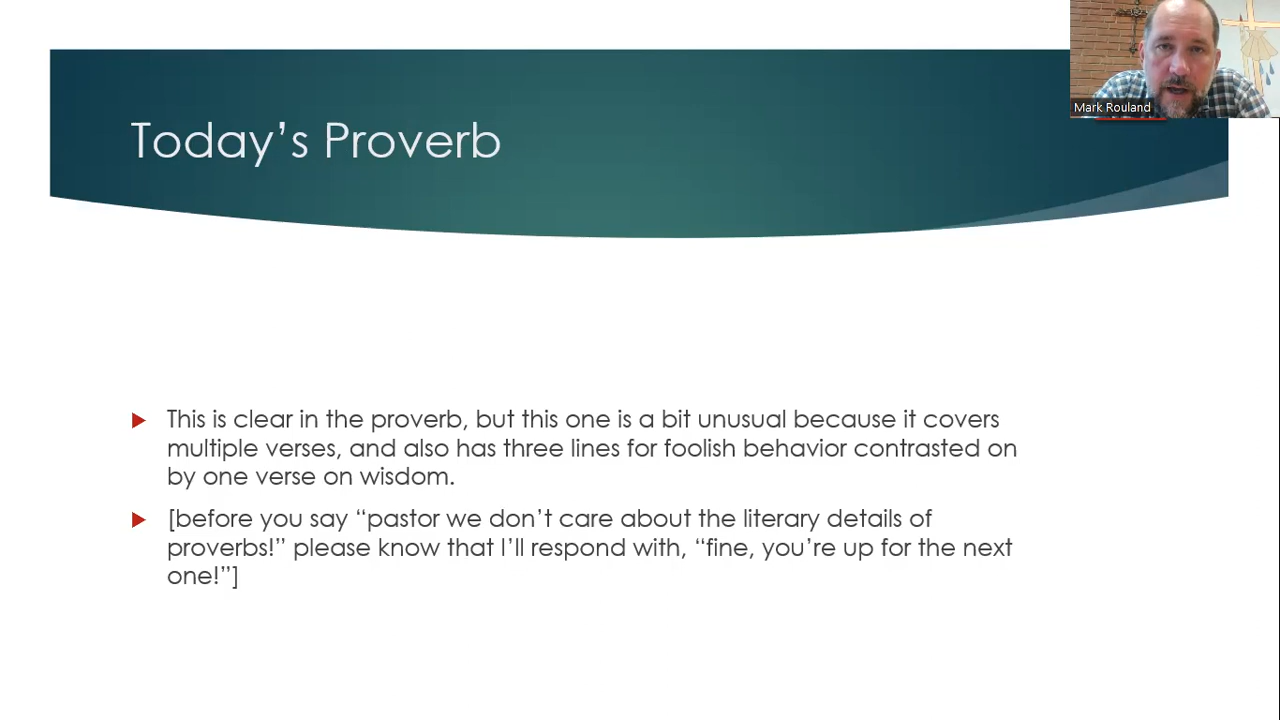 Mark Rouland
Today’s Proverb
This is clear in the proverb, but this one is a bit unusual because it covers
multiple verses, and also has three lines for foolish behavior contrasted on
by one verse on wisdom.
[before you say “pastor we don’t care about the literary details of
proverbs!” please know that I’ll respond with, “fine, you’re up for the next
one!”]